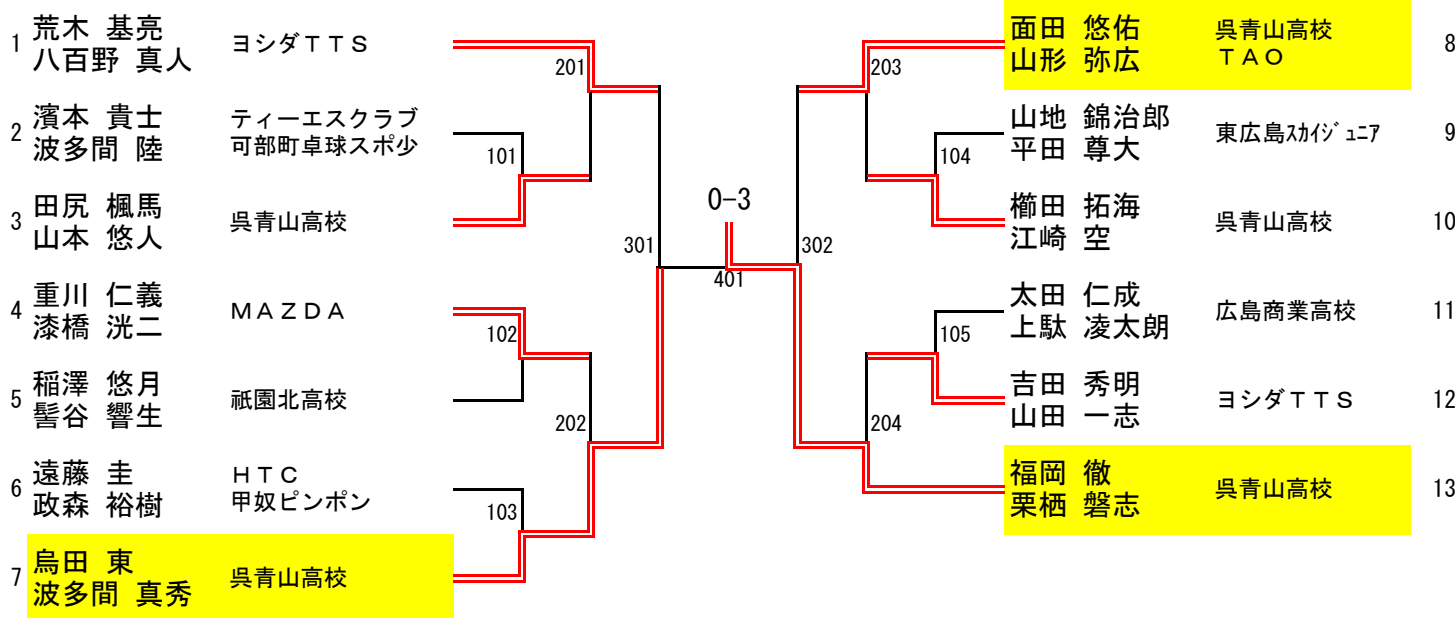 1 荒木 基亮 ヨシダＴＴＳ
八百野 真人
2 濱本 貴士 ティーエスクラブ
波多間 陸 可部町卓球スポ少
3 田尻 楓馬 呉青山高校
山本 悠人
4 重川 仁義 ＭＡＺＤＡ
漆橋 洸二
5 稲澤 悠月 祇園北高校
髻谷 響生
6 遠藤 圭 ＨＴＣ
政森 裕樹 甲奴ピンポン
7 烏田 東 呉青山高校
波多間 真秀
201
101
102
202
103
301
0-3
401
302
203
104
105
204
面田 悠佑 呉青山高校 8
山形 弥広 ＴＡＯ
山地 錦治郎 東広島ｽｶｲｼﾞｭﾆｱ 9
平田 尊大
櫛田 拓海 呉青山高校 10
江崎 空
太田 仁成 広島商業高校 11
上駄 凌太朗
吉田 秀明 ヨシダＴＴＳ 12
山田 一志
福岡 徹 呉青山高校 13
栗栖 磐志